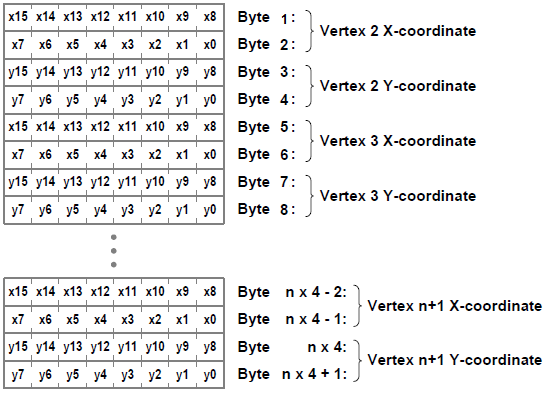 x15 x14 x13 x12 x11 x10 x9 x8 Byte 1: Vertex 2 X-coordinate
x7 x6 x5 x4 x3 x2 x1 x0 Byte 2:
y15 y14 y13 y12 y11 y10 y9 y8 Byte 3: Vertex 2 Y-coordinate
y7 y6 y5 y4 y3 y2 y1 y0 Byte 4:
x15 x14 x13 x12 x11 x10 x9 x8 Byte 5: Vertex 3 X-coordinate
x7 x6 x5 x4 x3 x2 x1 x0 Byte 6:
y15 y14 y13 y12 y11 y10 y9 y8 Byte 7: Vertex 3 Y-coordinate
y7 y6 y5 y4 y3 y2 y1 y0 Byte 8:
x15 x14 x13 x12 x11 x10 x9 x8 Byte n x 4 - 2: Vertex n+1 X-coordinate
x7 x6 x5 x4 x3 x2 x1 x0 Byte n x 4 - 1:
y15 y14 y13 y12 y11 y10 y9 y8 Byte n x 4: Vertex n+1 Y-coordinate
y7 y6 y5 y4 y3 y2 y1 y0 Byte n x 4 + 1: